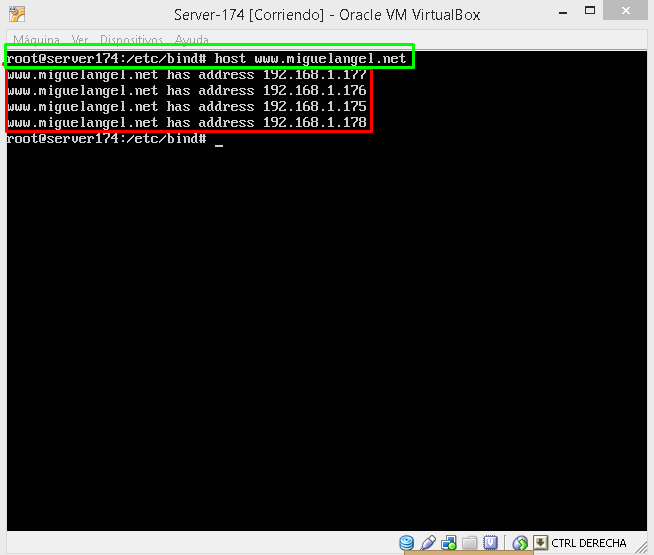 Server-174 [Corriendo] - Oracle VM VirtualBox
Máquina Ver Dispositivos Ayuda
root@server174:/etc/bind# host www.miguelangel.net
www.miguelangel.net has address 192.168.1.177
www.miguelangel.net has address 192.168.1.176
www.miguelangel.net has address 192.168.1.175
www.miguelangel.net has address 192.168.1.178
root@server174:/etc/bind# _
CTRL DERECHA